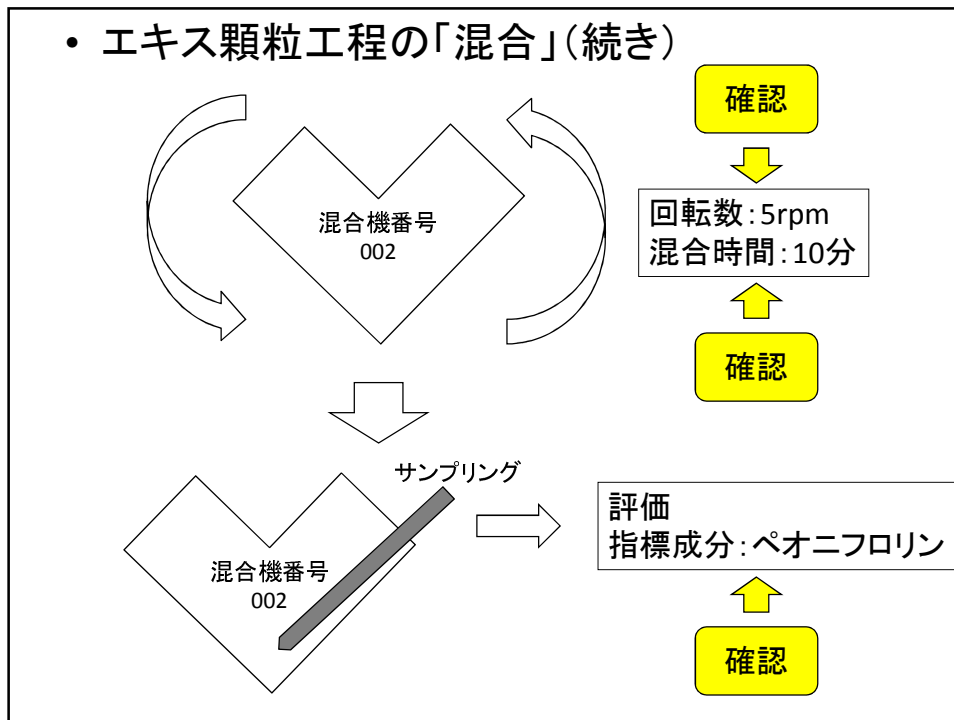 • エキス顆粒工程の「混合」(続き)
確認
混合機番号
002
回転数:5rpm
混合時間:10分
確認
サンプリング
混合機番号
002
評価
指標成分:ペオニフロリン
確認